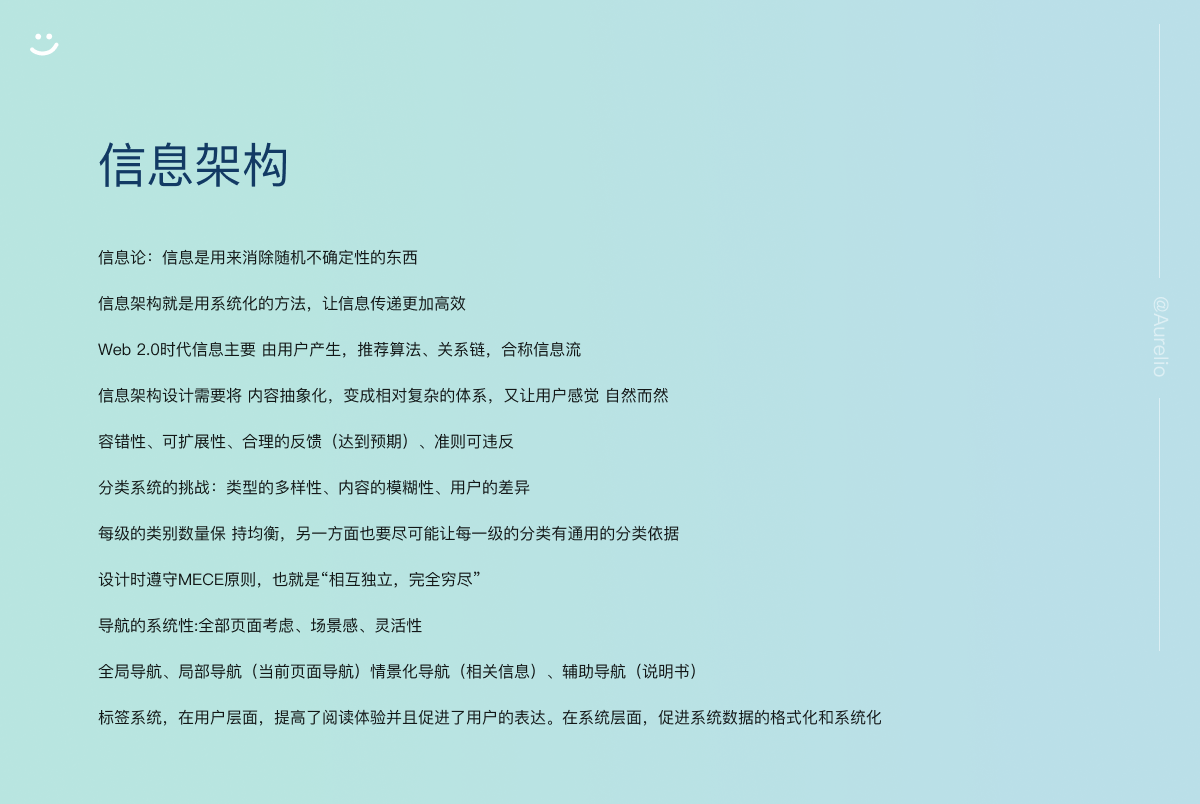 信息架构
信息论：信息是用来消除随机不确定性的东西
信息架构就是用系统化的方法，让信息传递更加高效
Web 2.0时代信息主要 由用户产生，推荐算法、关系链，合称信息流
信息架构设计需要将 内容抽象化，变成相对复杂的体系，又让用户感觉 自然而然
容错性、可扩展性、合理的反馈（达到预期）、准则可违反
分类系统的挑战：类型的多样性、内容的模糊性、用户的差异
每级的类别数量保 持均衡，另一方面也要尽可能让每一级的分类有通用的分类依据
设计时遵守MECE原则，也就是“相互独立，完全穷尽”
导航的系统性:全部页面考虑、场景感、灵活性
全局导航、局部导航（当前页面导航）情景化导航（相关信息）、辅助导航（说明书）
标签系统，在用户层面，提高了阅读体验并且促进了用户的表达。在系统层面，促进系统数据的格式化和系统化
@Aurelio